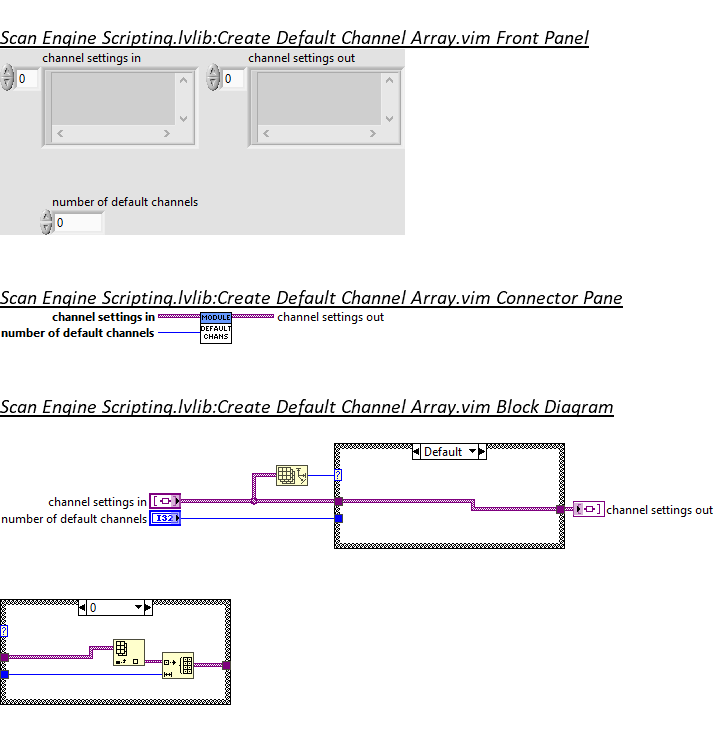 Scan Engine Scripting.lvlib:Create Default Channel Array.vim Front Panel
channel settings in channel settings out
0 0
number of default channels
0
Scan Engine Scripting.lvlib:Create Default Channel Array.vim Connector Pane
channel settings in MODULE channel settings out
number of default channels DEFAULT
CHANS
Scan Engine Scripting.lvlib:Create Default Channel Array.vim Block Diagram
Default
?
channel settings in
channel settings out
number of default channels I32
0
?